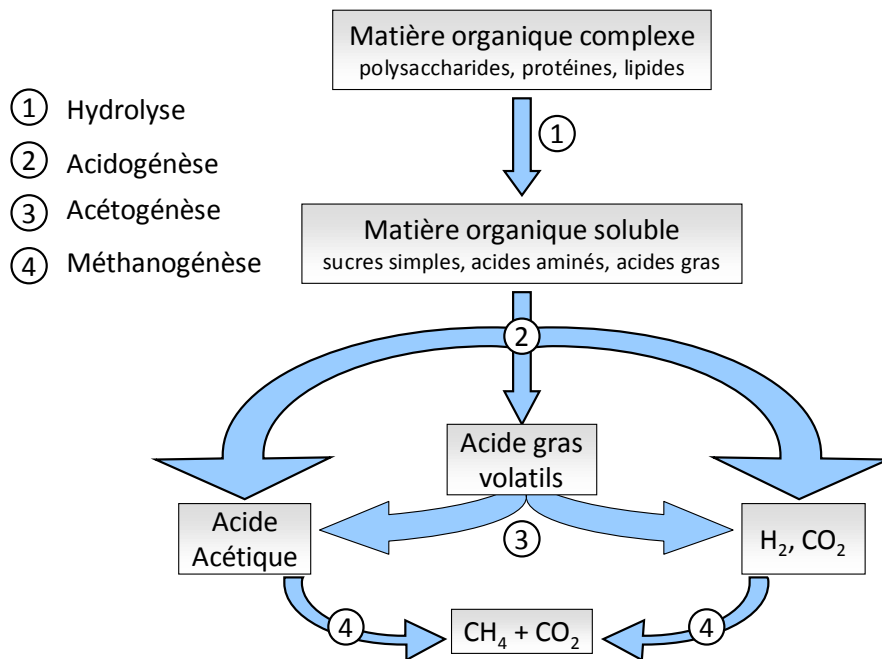 Matière organique complexe
polysaccharides, protéines, lipides
① Hydrolyse
② Acidogénèse
③ Acétogénèse
④ Méthanogénèse
①
Matière organique soluble
sucres simples, acides aminés, acides gras
②
Acide gras
volatils
Acide
Acétique
③
H₂, CO₂
④
CH₄ + CO₂
④